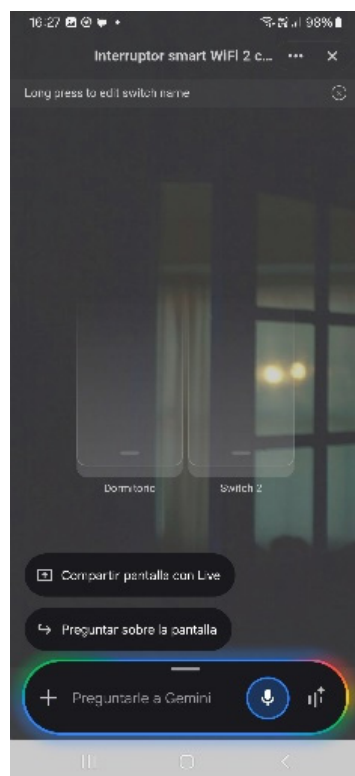 16:27
98%
Interruptor smart WiFi 2 c...
Long press to edit switch name
Dormitorio
Switch 2
Compartir pantalla con Live
Preguntar sobre la pantalla
Preguntarle a Gemini